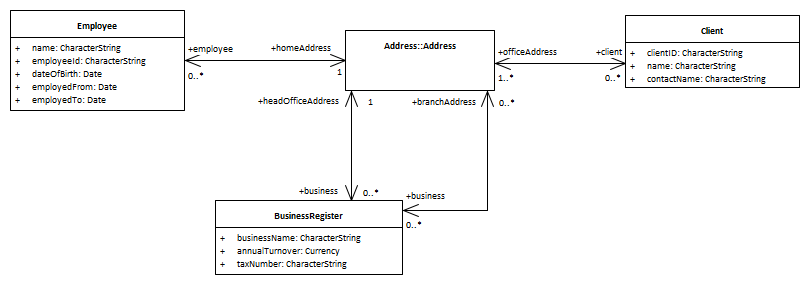 Employee
+ name: CharacterString
+ employeeId: CharacterString
+ dateOfBirth: Date
+ employedFrom: Date
+ employedTo: Date
+employee
0..*
+homeAddress
1
Address::Address
+officeAddress
1..*
+client
0..*
Client
+ clientID: CharacterString
+ name: CharacterString
+ contactName: CharacterString
+headOfficeAddress
1
+branchAddress
0..*
+business
0..*
+business
0..*
BusinessRegister
+ businessName: CharacterString
+ annualTurnover: Currency
+ taxNumber: CharacterString